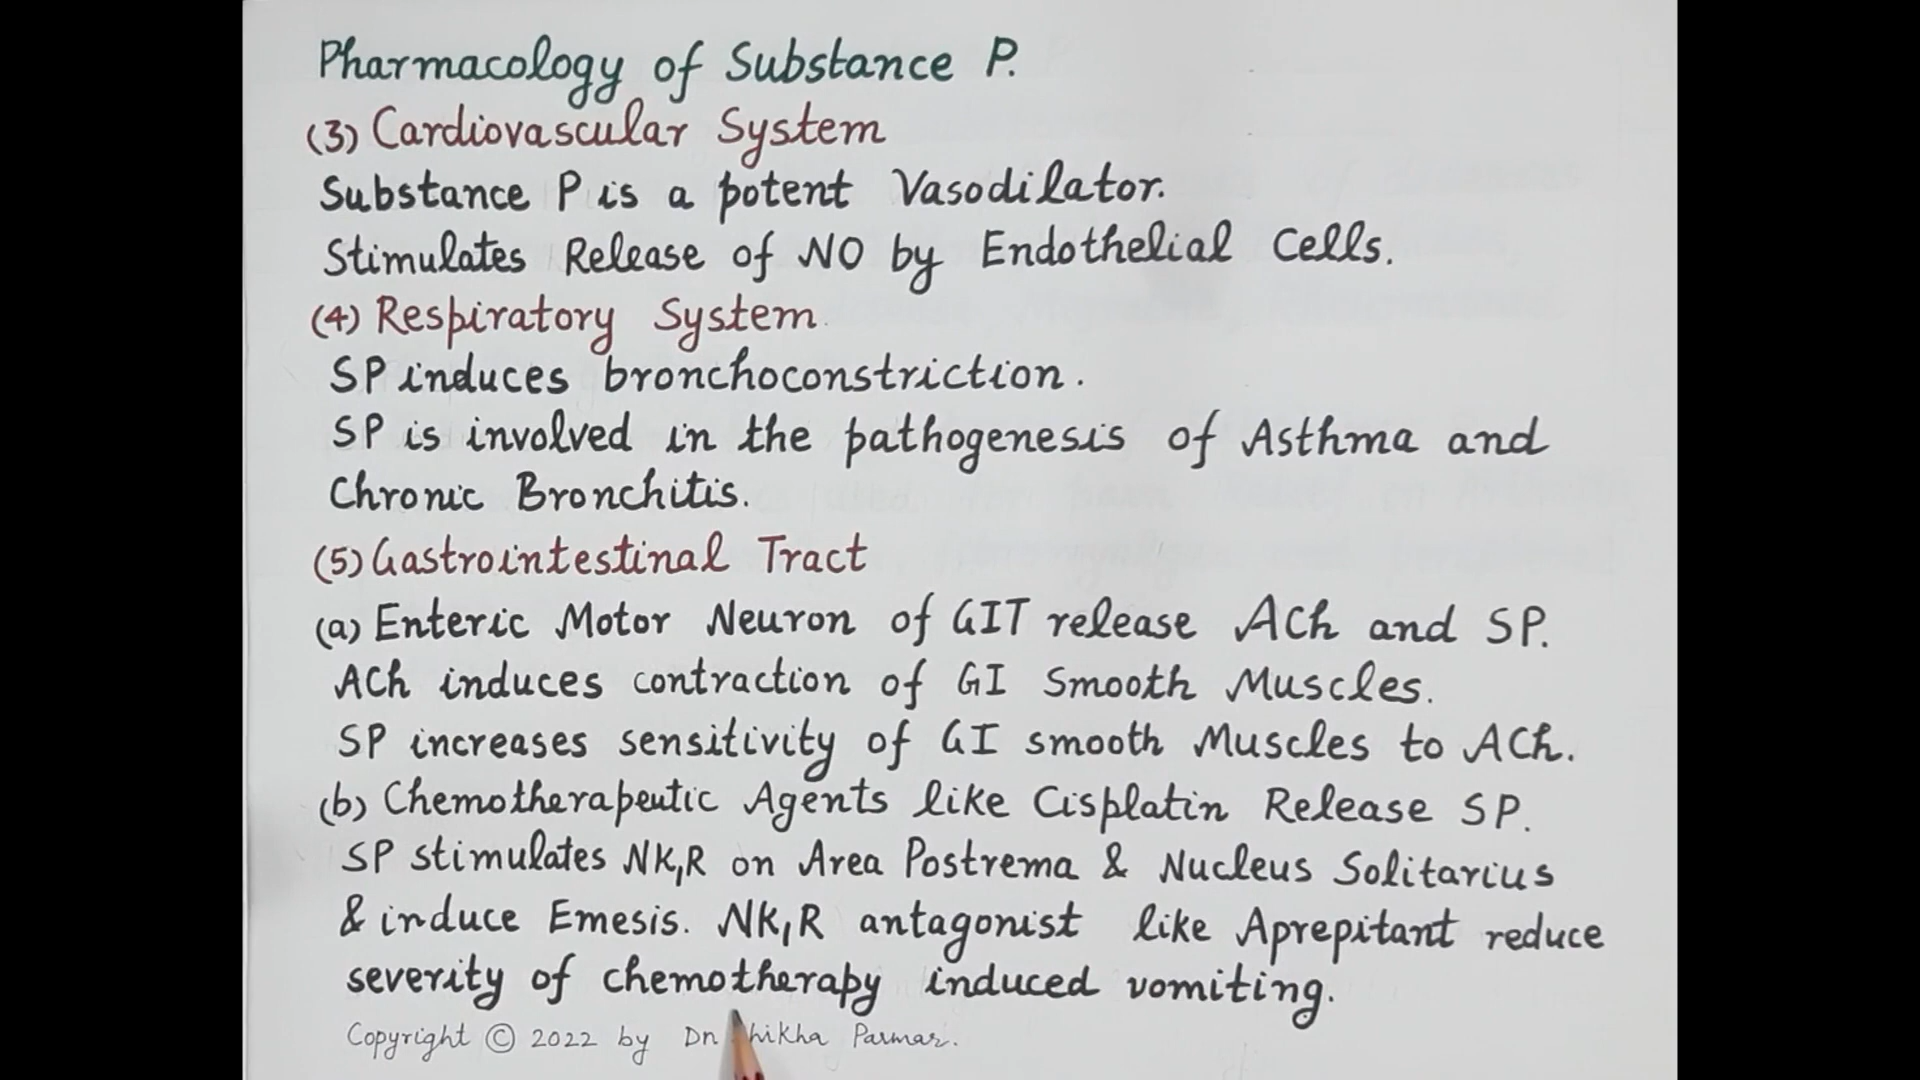 Pharmacology of Substance P.
(3) Cardiovascular System
Substance P is a potent Vasodilator.
Stimulates Release of NO by Endothelial Cells.
(4) Respiratory System
SP induces bronchoconstriction.
SP is involved in the pathogenesis of Asthma and
Chronic Bronchitis.
(5) Gastrointestinal Tract
(a) Enteric Motor Neuron of GIT release ACh and SP.
ACh induces contraction of GI Smooth Muscles.
SP increases sensitivity of GI smooth Muscles to ACh.
(b) Chemotherapeutic Agents like Cisplatin Release SP.
SP stimulates NK₁R on Area Postrema & Nucleus Solitarius
& induce Emesis. NK₁R antagonist like Aprepitant reduce
severity of chemotherapy induced vomiting.
Copyright © 2022 by Parmar.